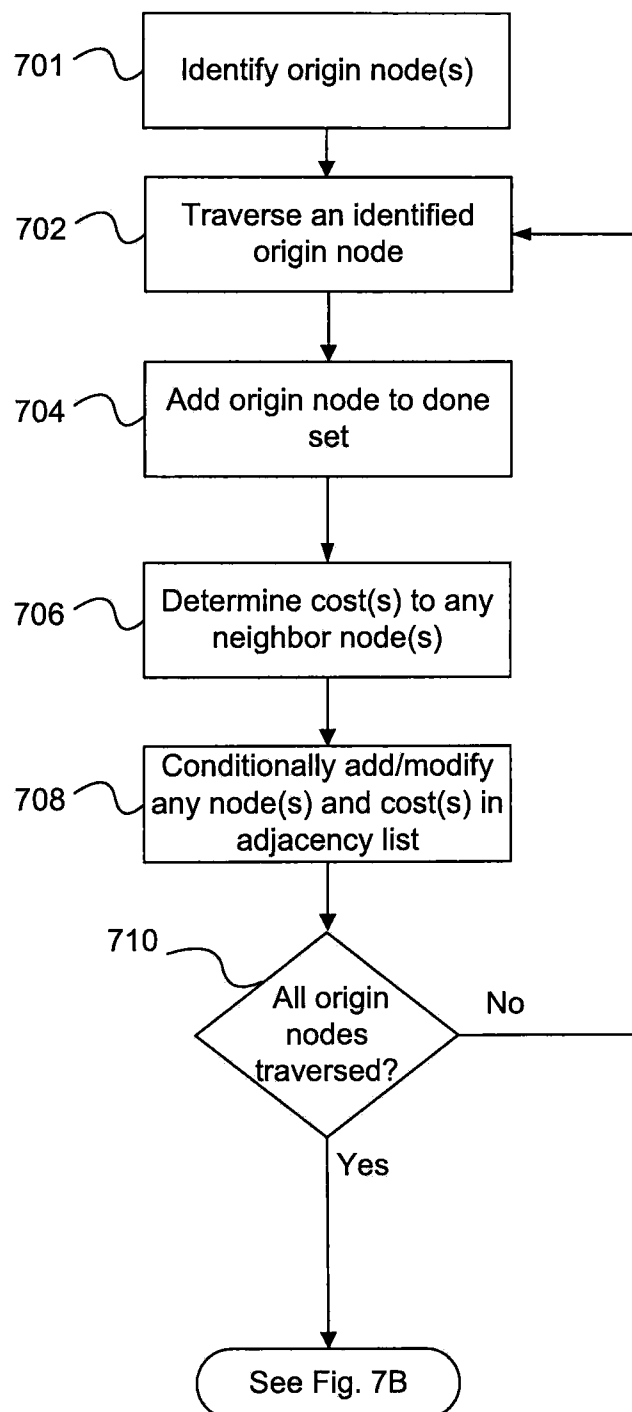 701
Identify origin node(s)
702
Traverse an identified
origin node
704
Add origin node to done
set
706
Determine cost(s) to any
neighbor node(s)
708
Conditionally add/modify
any node(s) and cost(s) in
adjacency list
710
All
origin
nodes
traversed?
No
Yes
See Fig. 7B